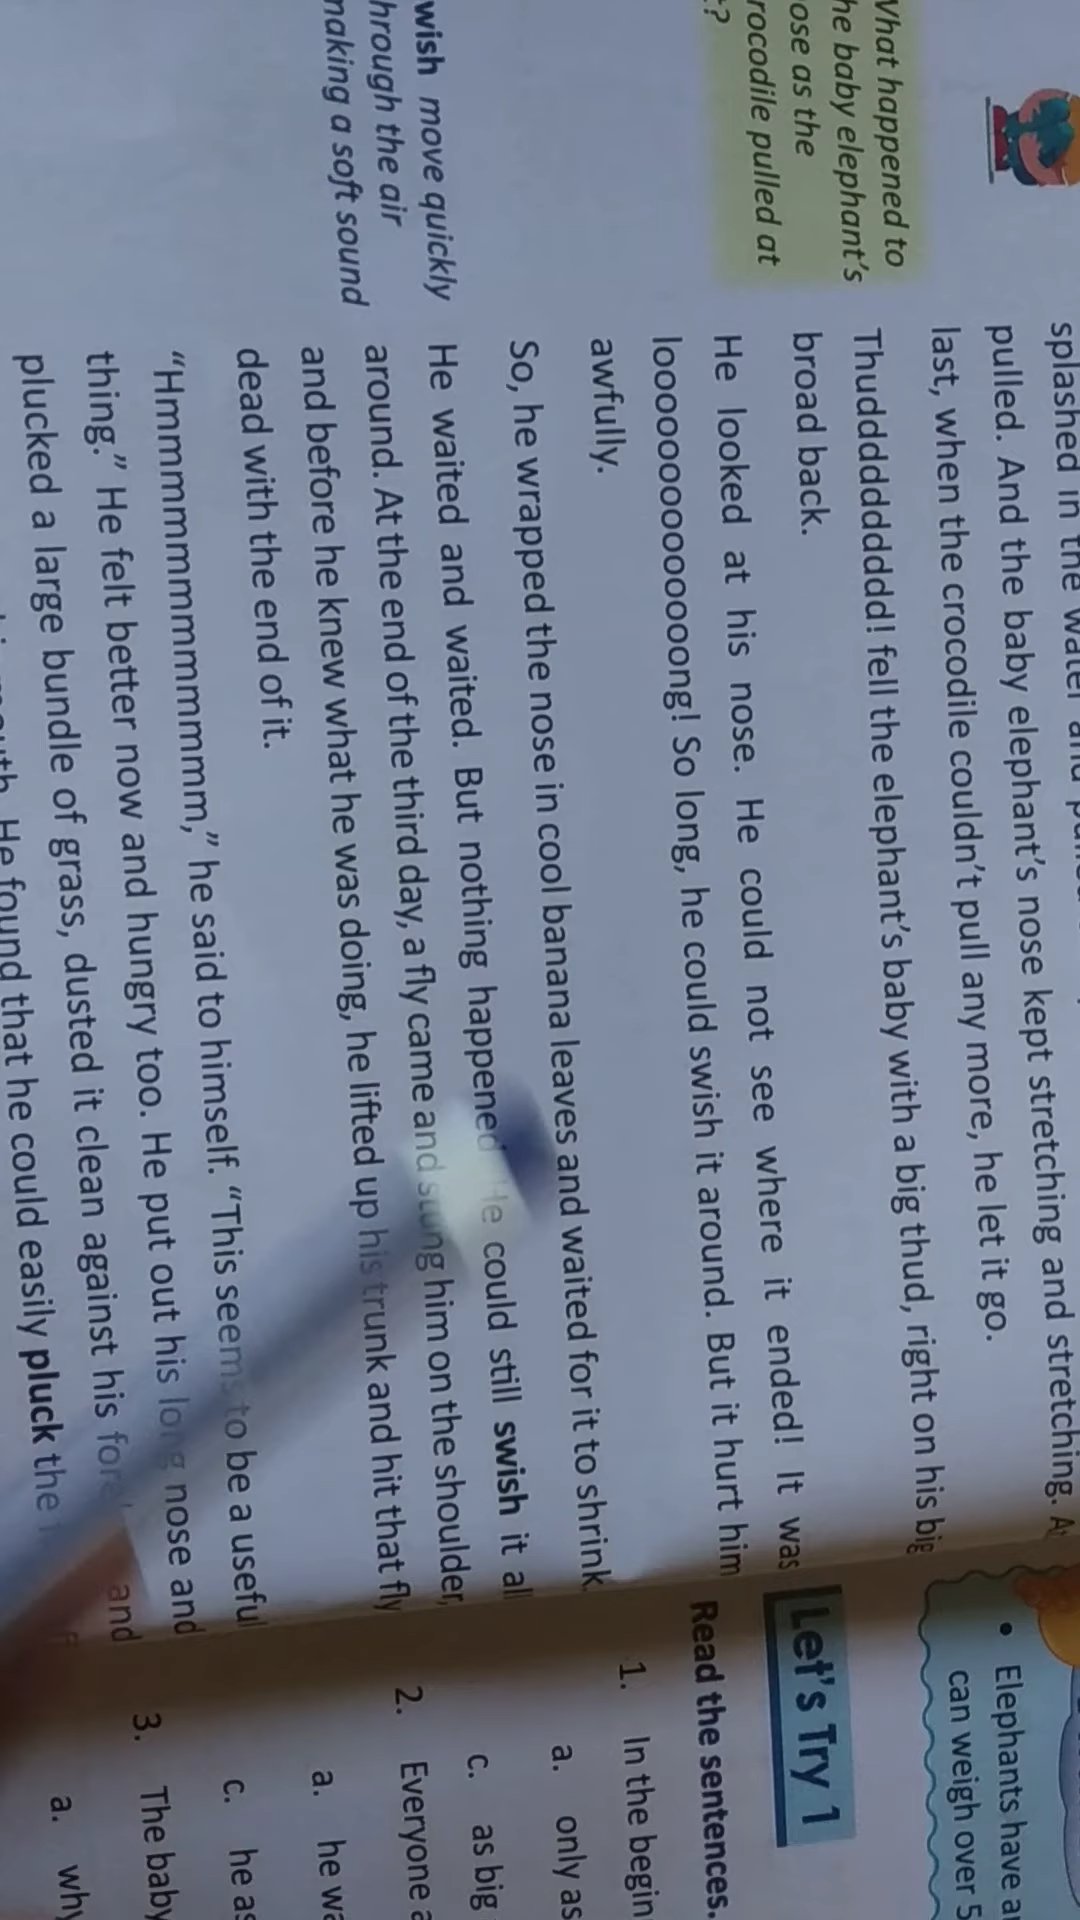 What happened to
he baby elephant's
ose as the
rocodile pulled at
t?
wish move quickly
hrough the air
making a soft sound
splashed in the water and
pulled. And the baby elephant's nose kept stretching and stretching. A
last, when the crocodile couldn't pull any more, he let it go.
Thuddddddddddd! fell the elephant's baby with a big thud, right on his big
broad back.
He looked at his nose. He could not see where it ended! It was
looooooooooooooong! So long, he could swish it around. But it hurt him
awfully.
So, he wrapped the nose in cool banana leaves and waited for it to shrink.
He waited and waited. But nothing happened. He could still swish it all
around. At the end of the third day, a fly came and stung him on the shoulder,
and before he knew what he was doing, he lifted up his trunk and hit that fly
dead with the end of it.
“Hmmmmmmmmmmmm,” he said to himself. “This seems to be a useful
thing.” He felt better now and hungry too. He put out his long nose and
plucked a large bundle of grass, dusted it clean against his and
He found that he could easily pluck the
Elephants have
can weigh over 5
Let's Try 1
Read the sentences.
1. In the begin
a. only as
c. as big
2. Everyone a
a. he wa
c. he as
3. The baby
a. why